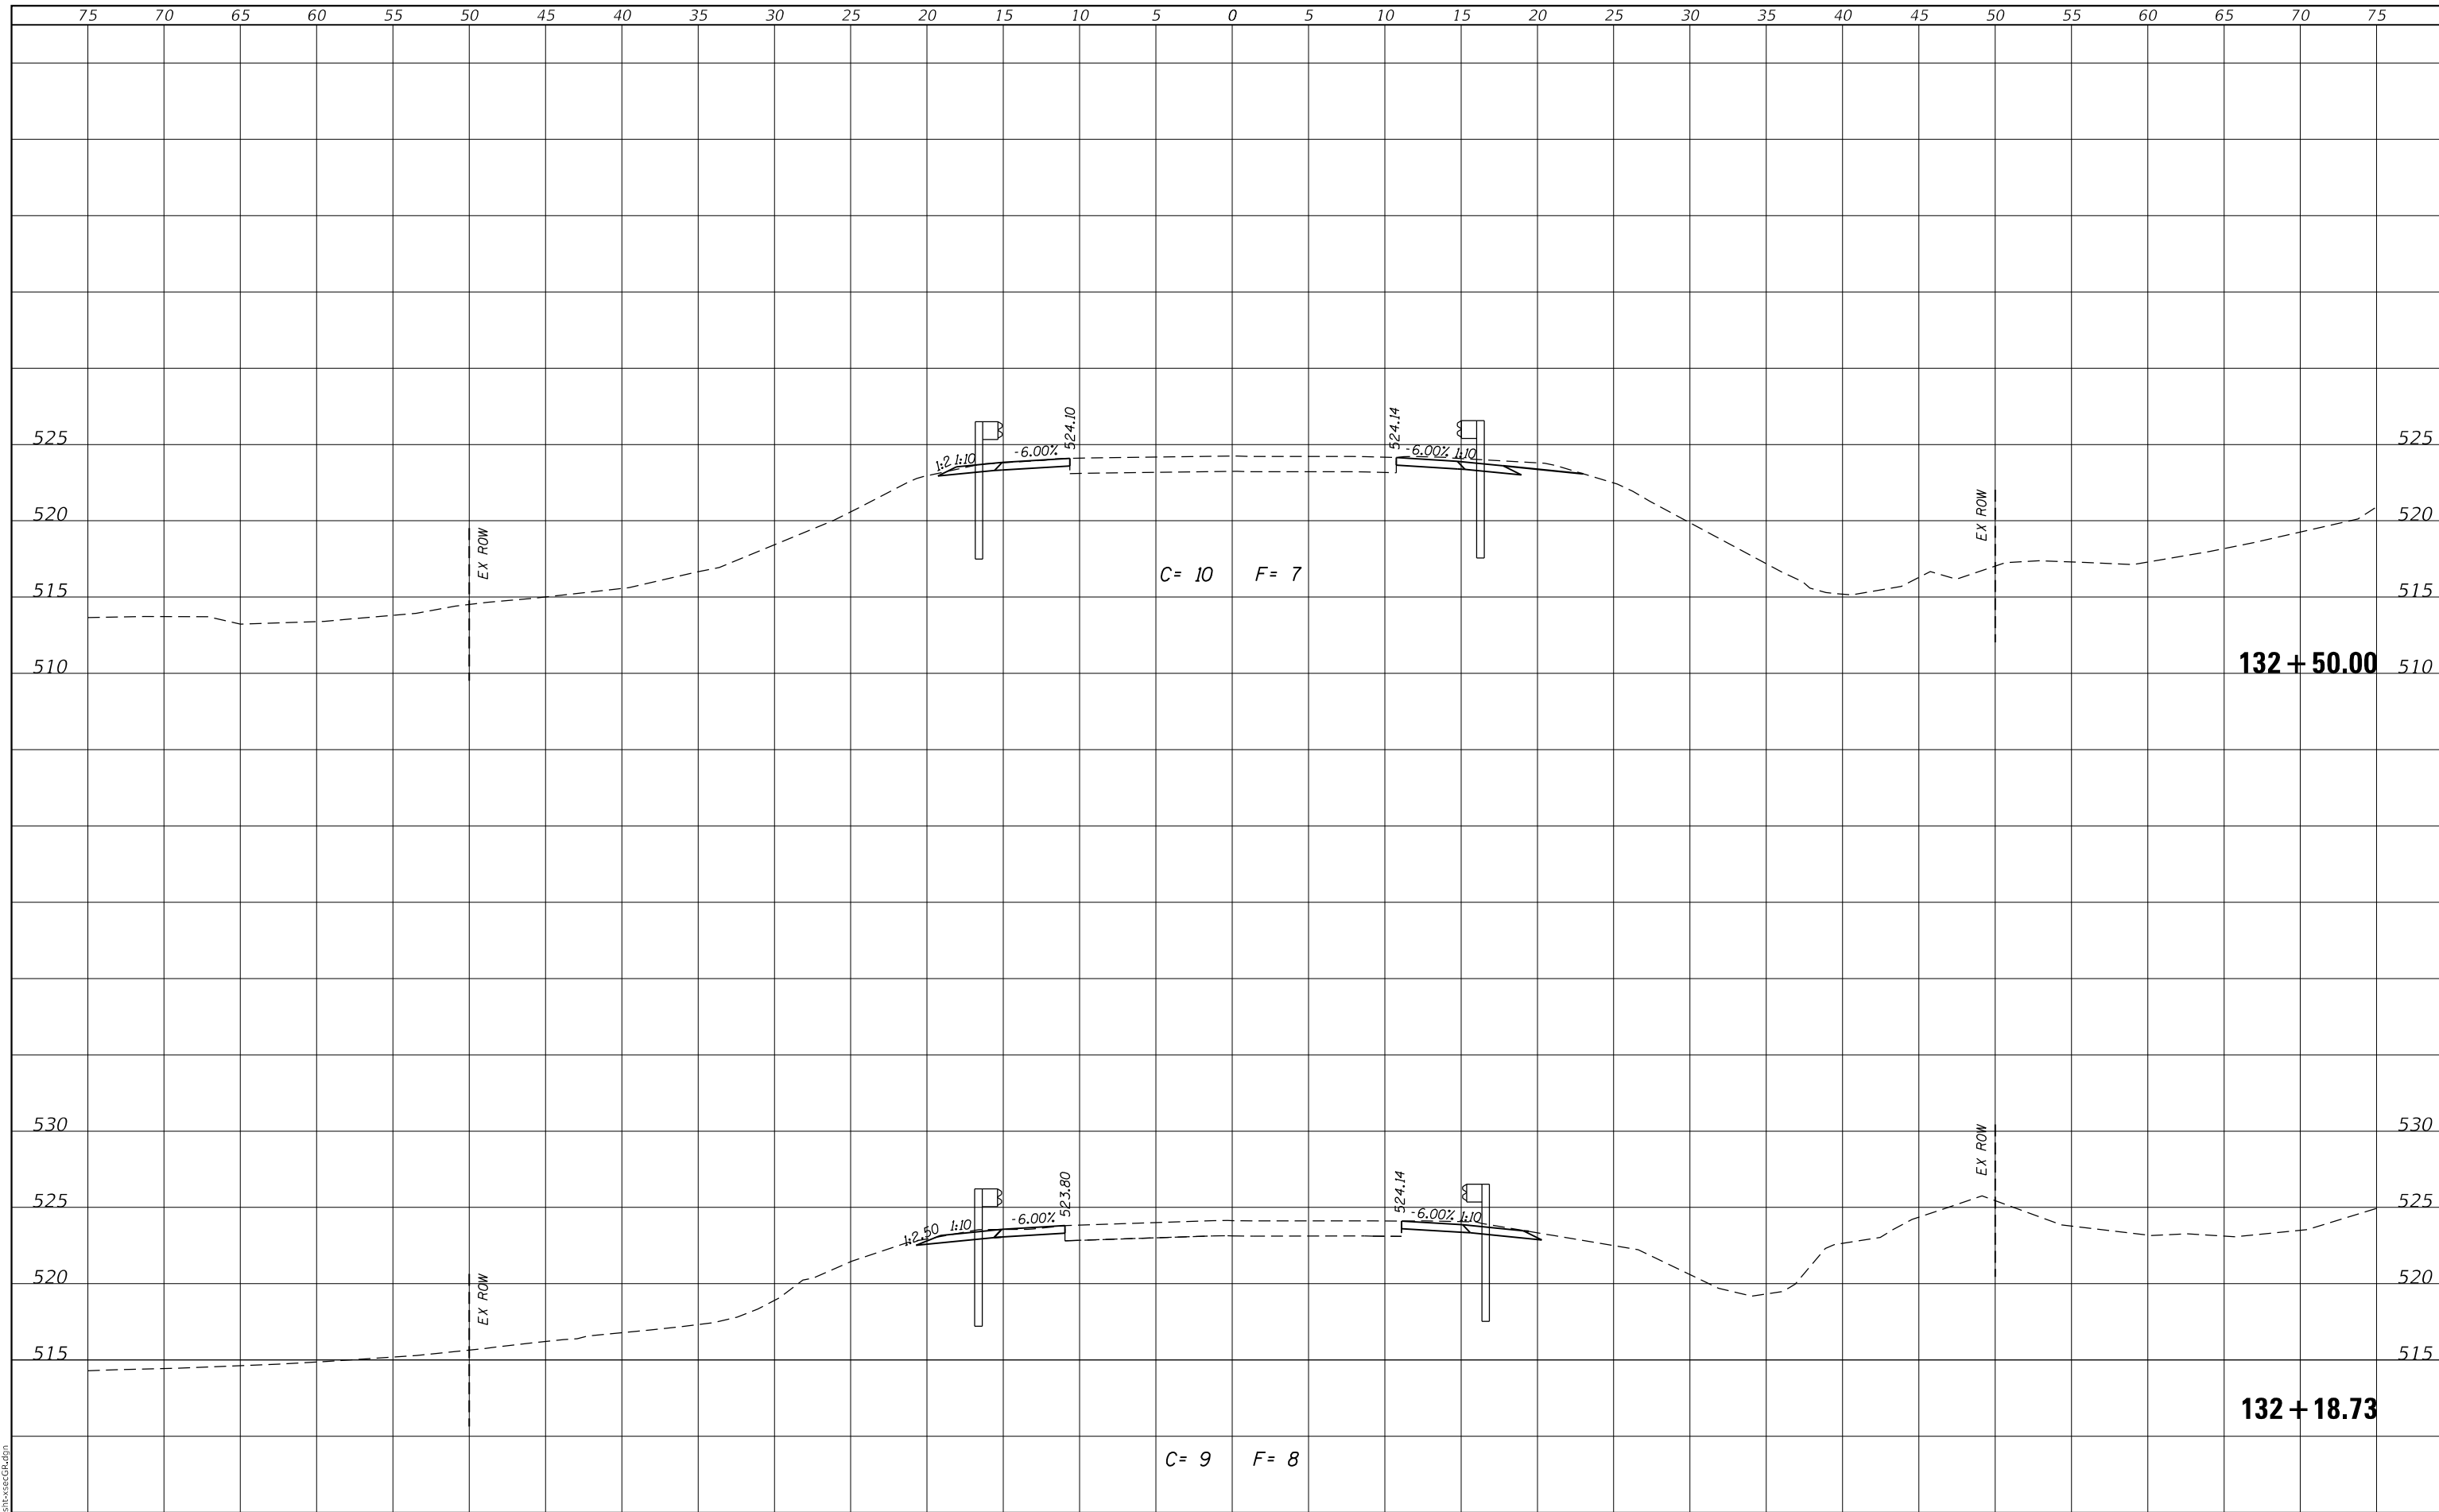 75 70 65 60 55 50 45 40 35 30 25 20 15 10 5 0 5 10 15 20 25 30 35 40 45 50 55 60 65 70 75
524.10 524.14
525 1:2 1:10 -6.00% -6.00% 1:10 525
EX ROW EX ROW
520 520
C= 10 F= 7
515 515
510 132+50.00 510
530 EX ROW 530
523.80 524.14
525 1:2.50 1:10 -6.00% -6.00% 1:10 525
520 EX ROW 520
515 515
132+18.73
C= 9 F= 8
sht-xsecGR.dgn